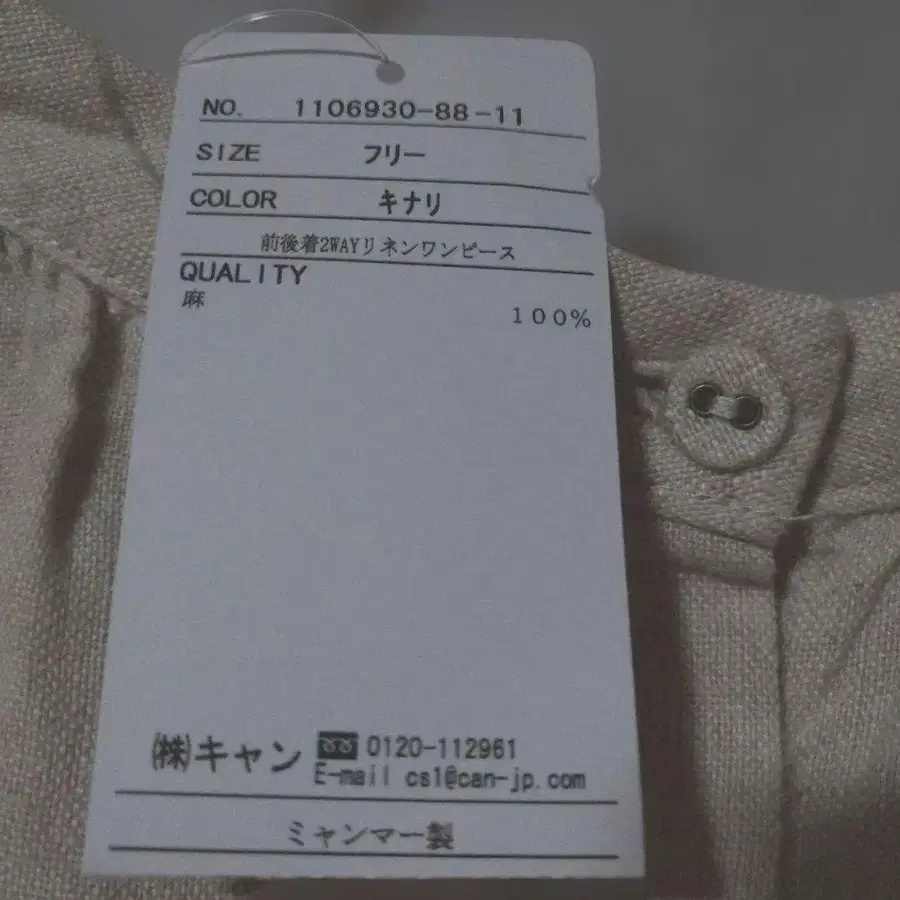 NO. 1106930-88-11
SIZE フリー
COLOR キナリ
前後着2WAYリネンワンピース
QUALITY
麻
100%
㈱キャン 0120-112961
E-mail cs1@can-jp.com
ミャンマー製